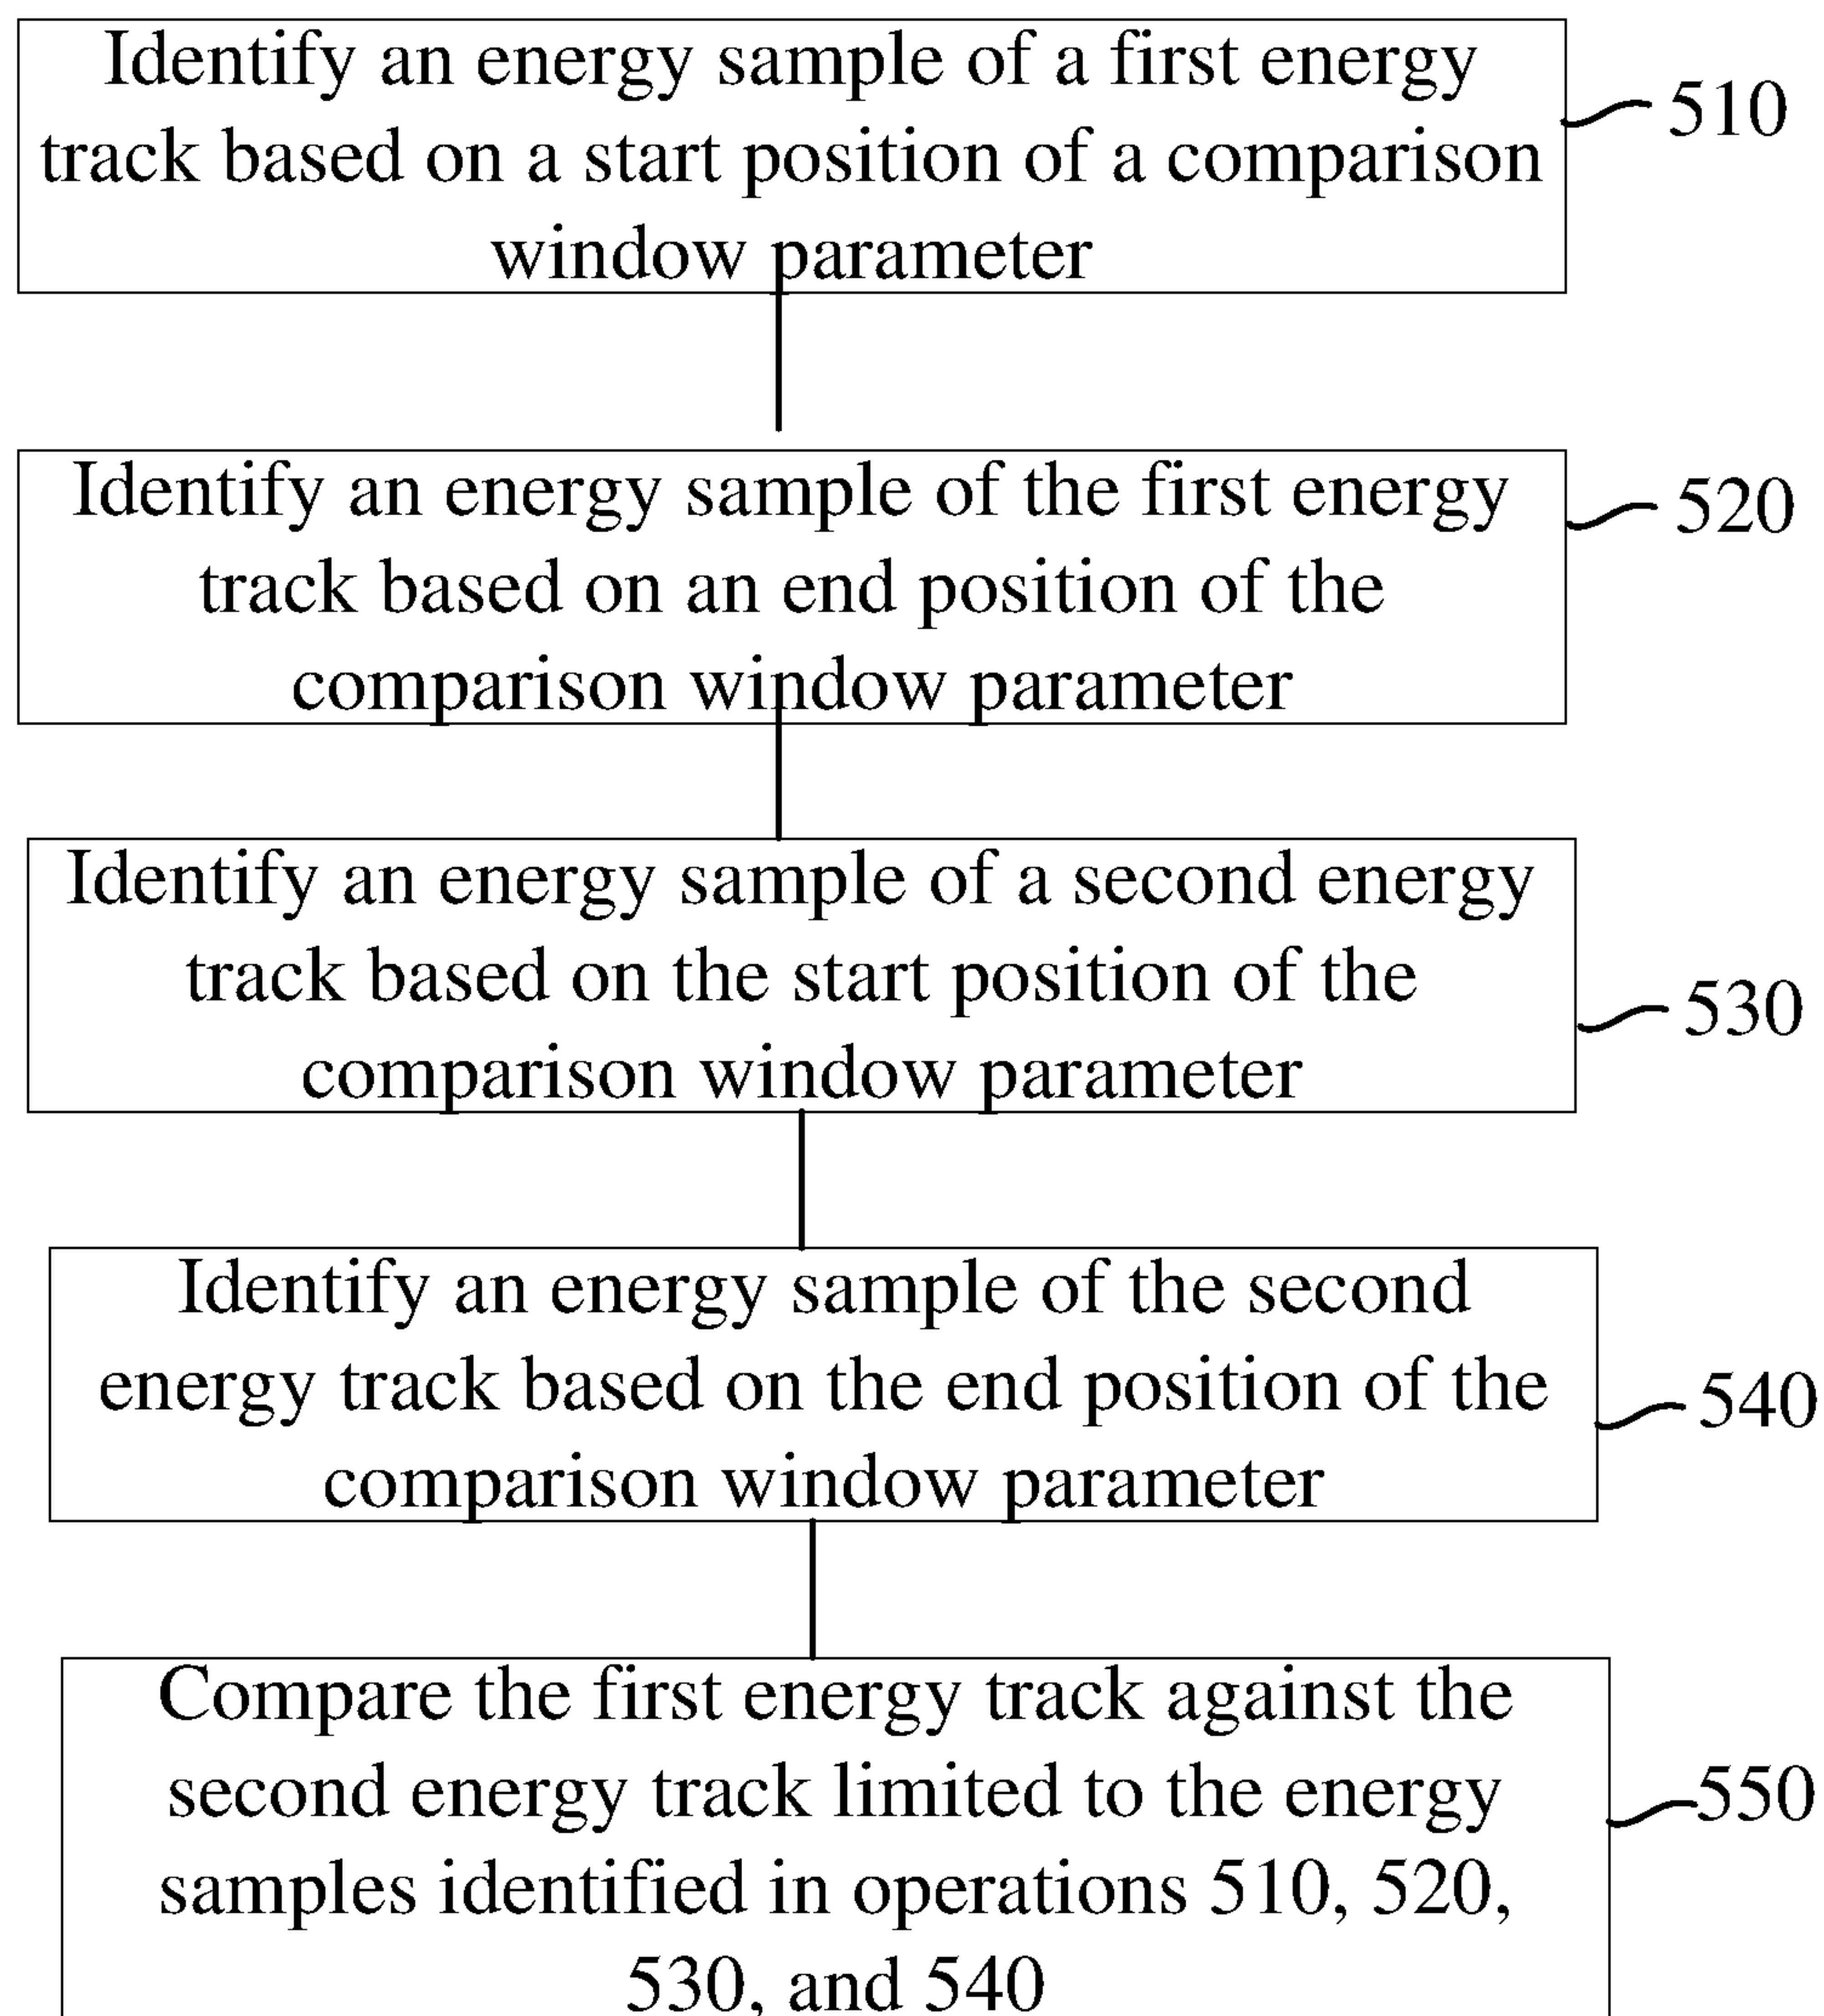 Identify an energy sample of a first energy
track based on a start position of a comparison
window parameter
510
Identify an energy sample of the first energy
track based on an end position of the
comparison window parameter
520
Identify an energy sample of a second energy
track based on the start position of the
comparison window parameter
530
Identify an energy sample of the second
energy track based on the end position of the
comparison window parameter
540
Compare the first energy track against the
second energy track limited to the energy
samples identified in operations 510, 520,
530, and 540
550